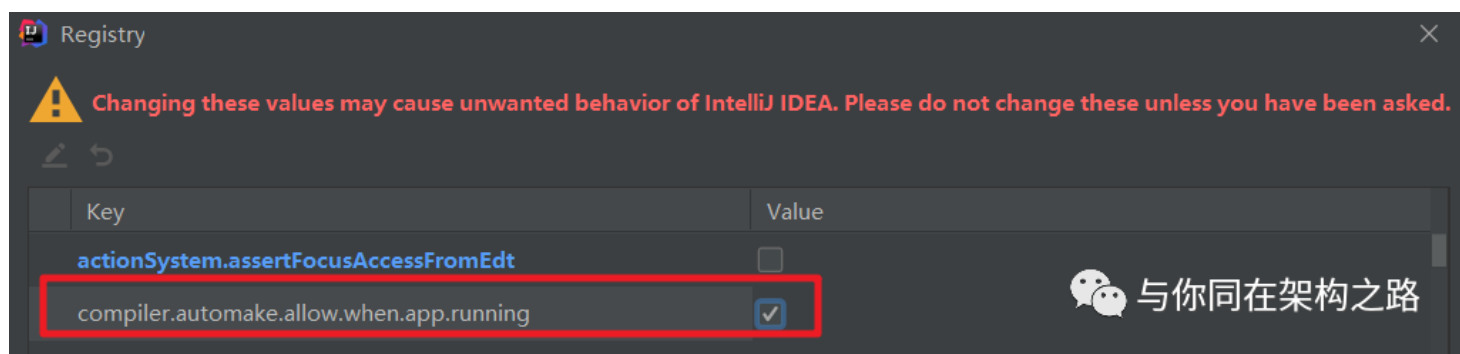 Registry
Changing these values may cause unwanted behavior of IntelliJ IDEA. Please do not change these unless you have been asked.
Key Value
actionSystem.assertFocusAccessFromEdt
compiler.automake.allow.when.app.running
与你同在架构之路